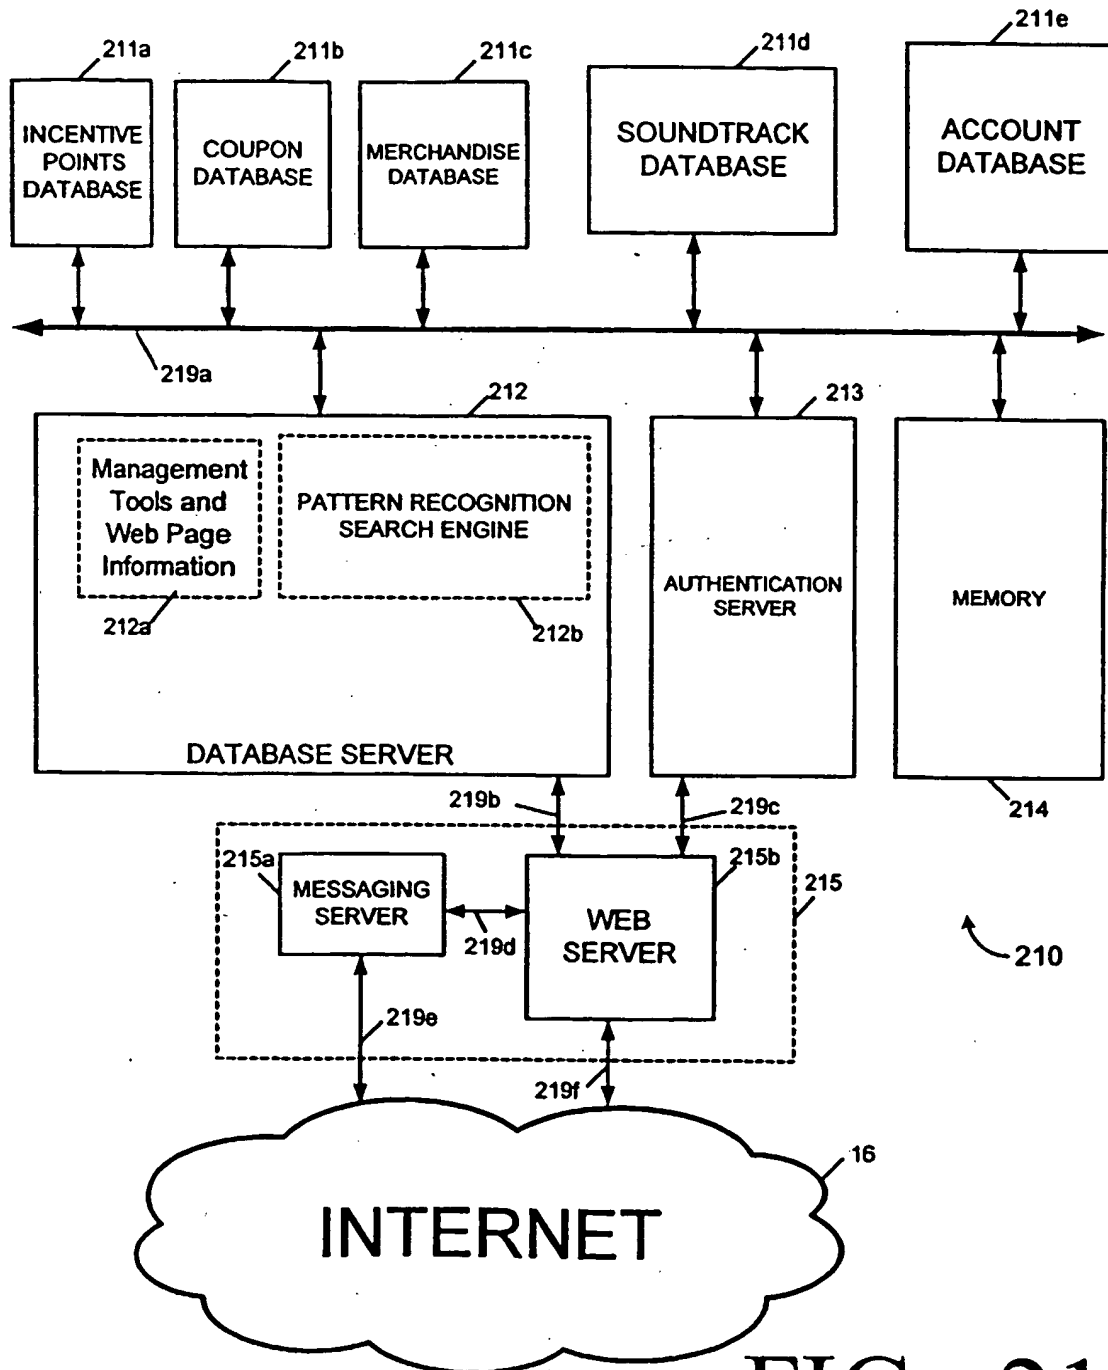 211a
211b
211c
211d
211e
INCENTIVE
POINTS
DATABASE
COUPON
DATABASE
MERCHANDISE
DATABASE
SOUNDTRACK
DATABASE
ACCOUNT
DATABASE
219a
212
213
Management
Tools and
Web Page
Information
212a
PATTERN RECOGNITION
SEARCH ENGINE
212b
DATABASE SERVER
AUTHENTICATION
SERVER
MEMORY
214
219b
219c
215a
MESSAGING
SERVER
219d
215b
WEB
SERVER
215
210
219e
219f
16
INTERNET
FIG. 21